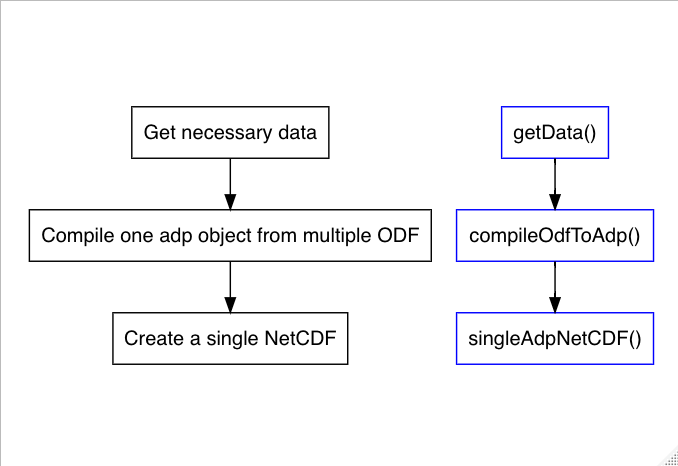 Get necessary data
getData()
Compile one adp object from multiple ODF
compileOdfToAdp()
Create a single NetCDF
singleAdpNetCDF()